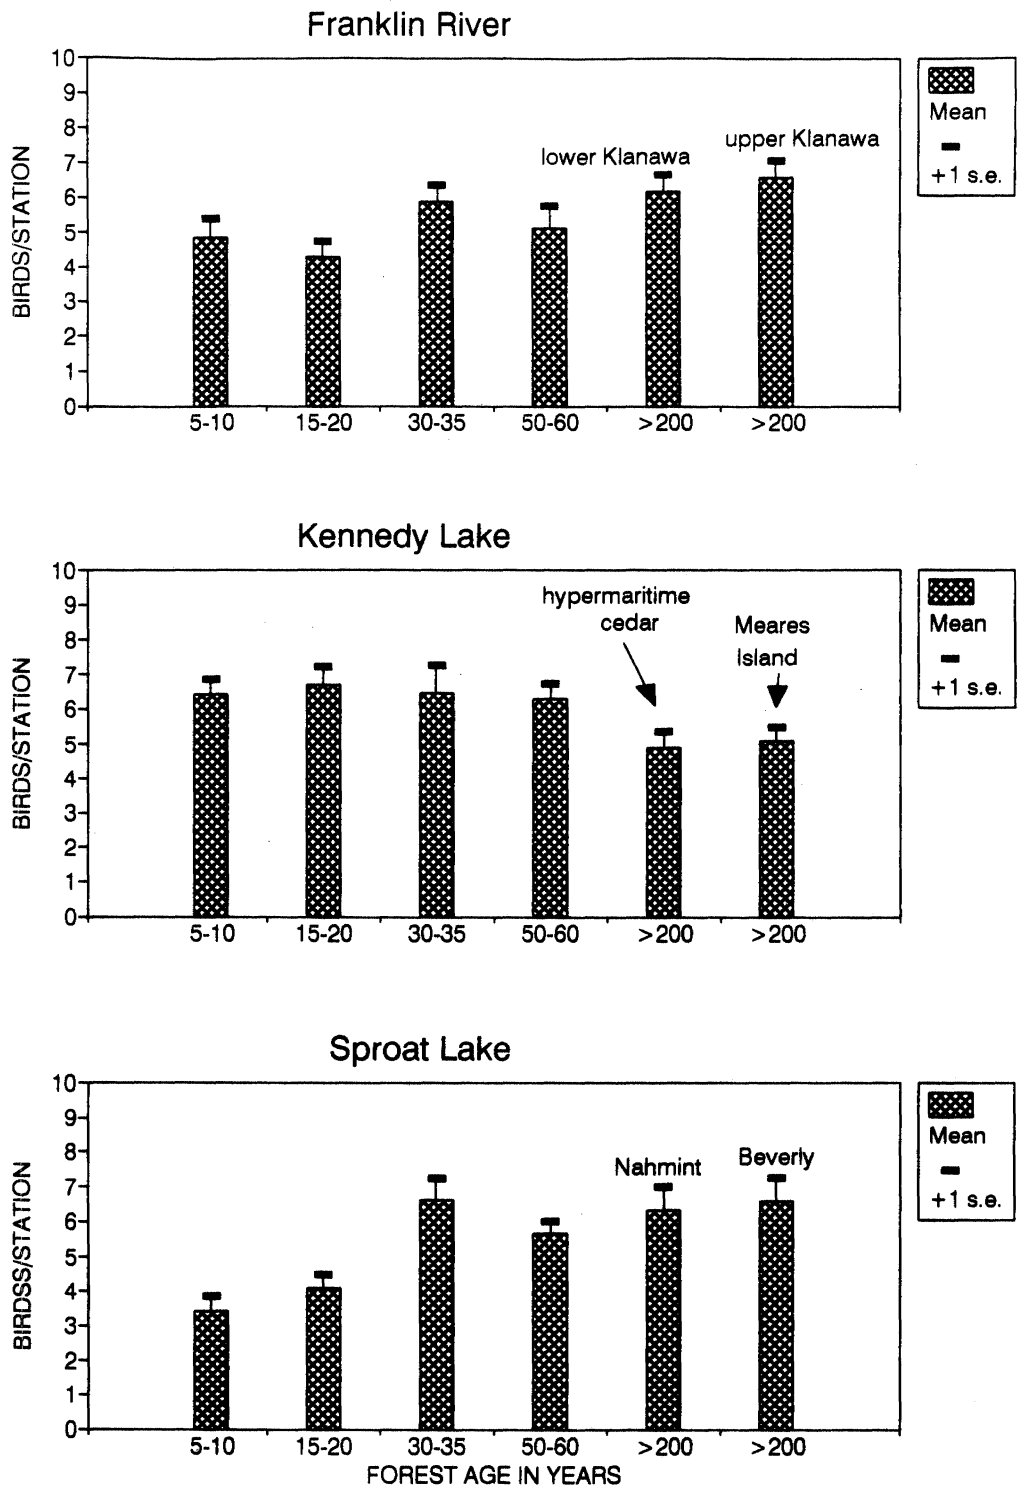 Franklin River
BIRDS/STATION
10
9
8
7
6
5
4
3
2
1
0
lower Klanawa
upper Klanawa
5-10 15-20 30-35 50-60 >200 >200
Mean
+1 s.e.
Kennedy Lake
BIRDS/STATION
10
9
8
7
6
5
4
3
2
1
0
hypermaritime
cedar
Meares
Island
5-10 15-20 30-35 50-60 >200 >200
Mean
+1 s.e.
Sproat Lake
BIRDSS/STATION
10
9
8
7
6
5
4
3
2
1
0
Nahmint
Beverly
5-10 15-20 30-35 50-60 >200 >200
FOREST AGE IN YEARS
Mean
+1 s.e.